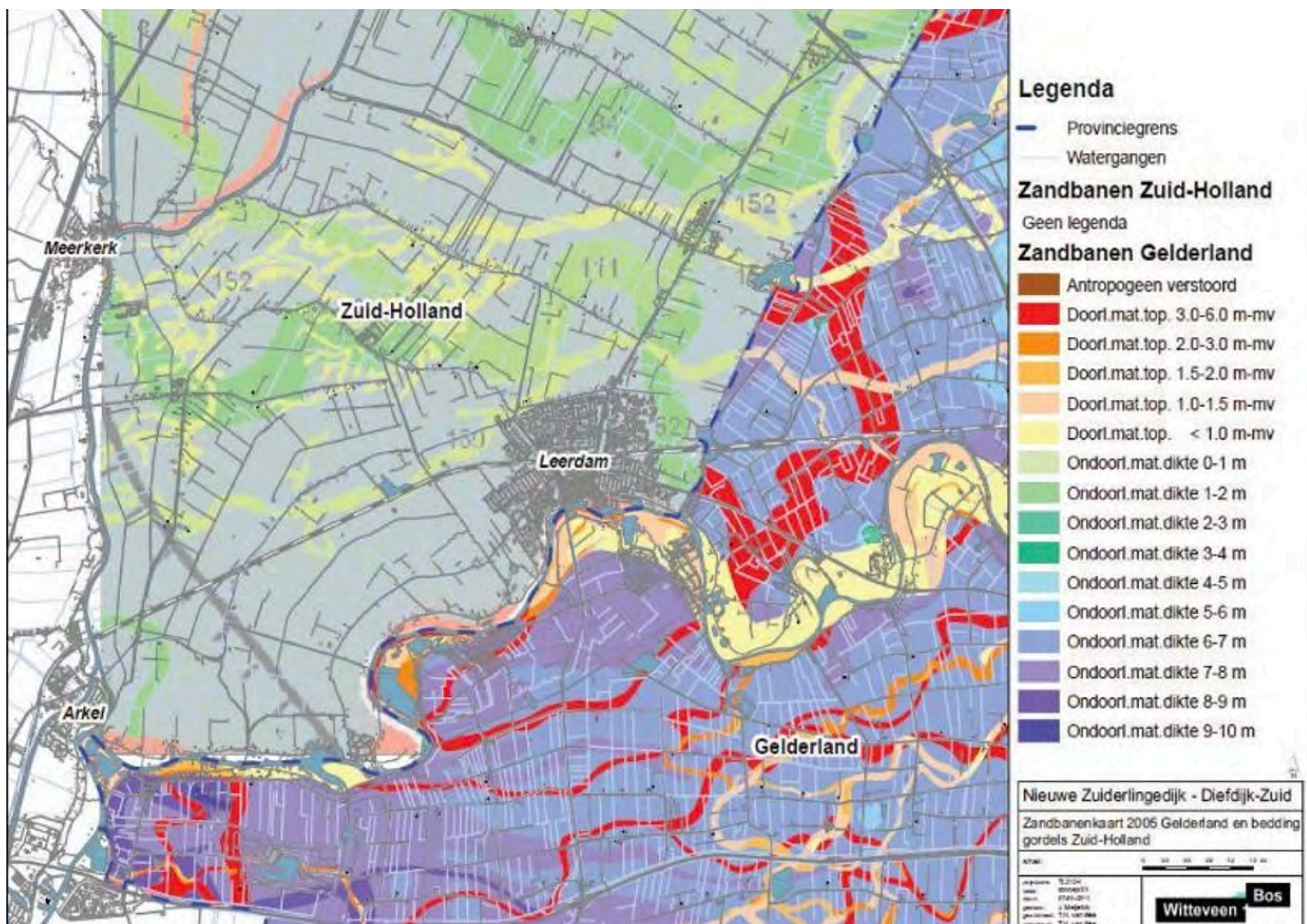 Meerkerk
152
Zuid-Holland
111
152
150
Leerdam
Arkel
Gelderland
Legenda
Provinciegrens
Watergangen
Zandbanen Zuid-Holland
Geen legenda
Zandbanen Gelderland
Antropogeen verstoord
Doorl.mat.top. 3.0-6.0 m-mv
Doorl.mat.top. 2.0-3.0 m-mv
Doorl.mat.top. 1.5-2.0 m-mv
Doorl.mat.top. 1.0-1.5 m-mv
Doorl.mat.top. < 1.0 m-mv
Ondoorl.mat.dikte 0-1 m
Ondoorl.mat.dikte 1-2 m
Ondoorl.mat.dikte 2-3 m
Ondoorl.mat.dikte 3-4 m
Ondoorl.mat.dikte 4-5 m
Ondoorl.mat.dikte 5-6 m
Ondoorl.mat.dikte 6-7 m
Ondoorl.mat.dikte 7-8 m
Ondoorl.mat.dikte 8-9 m
Ondoorl.mat.dikte 9-10 m
Nieuwe Zuiderlingedijk - Diefdijk-Zuid
Zandbanenkaart 2005 Gelderland en bedding
gordels Zuid-Holland
Witteveen + Bos